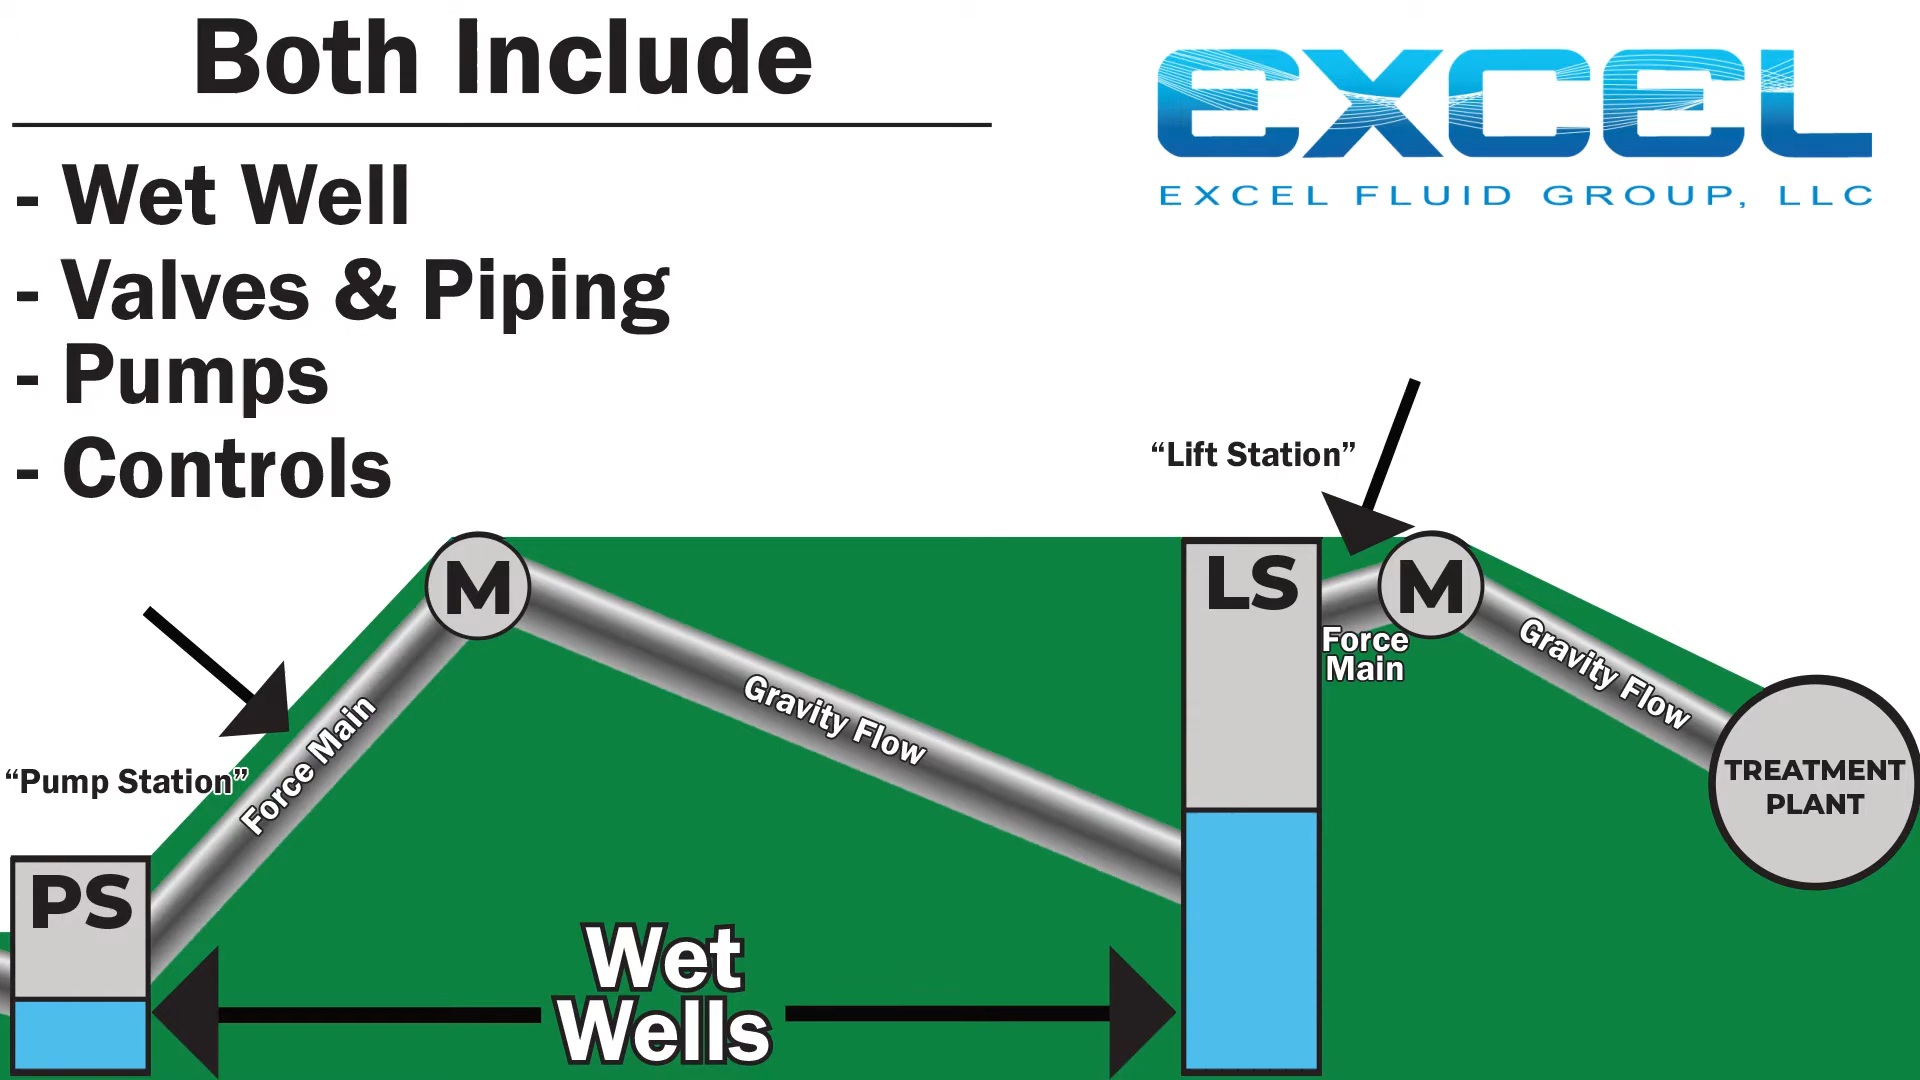 Both Include
- Wet Well
- Valves & Piping
- Pumps
- Controls
EXCEL
EXCEL FLUID GROUP, LLC
“Lift Station”
M
LS
M
Force
Main
Gravity Flow
Gravity Flow
Force Main
TREATMENT
PLANT
“Pump Station”
PS
Wet
Wells